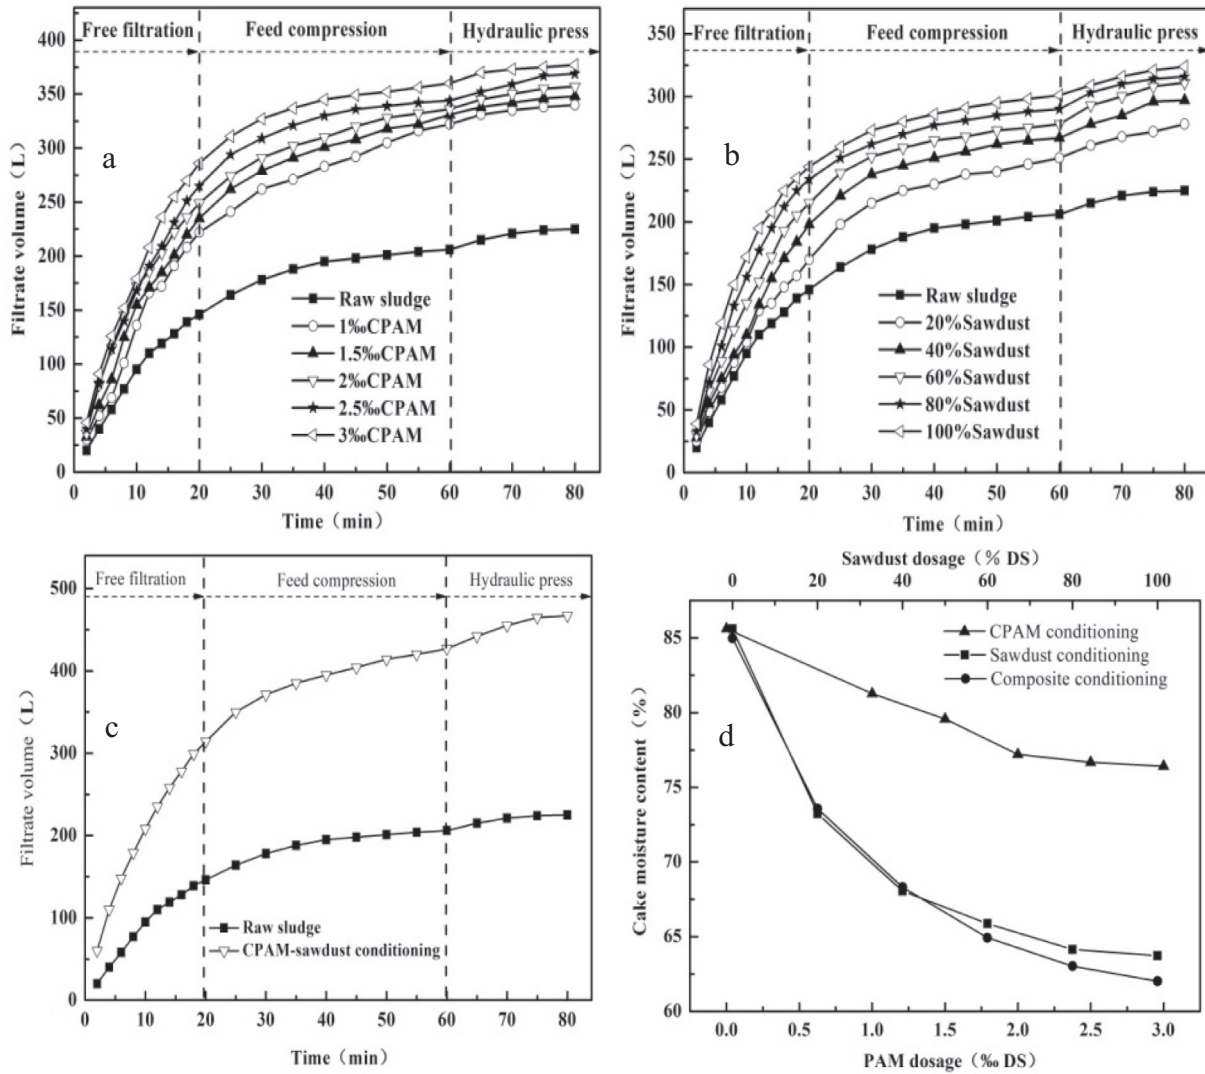 Free filtration Feed compression Hydraulic press
a
Filtrate volume（L）
400
350
300
250
200
150
100
50
0
Raw sludge
1‰CPAM
1.5‰CPAM
2‰CPAM
2.5‰CPAM
3‰CPAM
0 10 20 30 40 50 60 70 80
Time（min）
Free filtration Feed compression Hydraulic press
b
Filtrate volume（L）
350
300
250
200
150
100
50
0
Raw sludge
20%Sawdust
40%Sawdust
60%Sawdust
80%Sawdust
100%Sawdust
0 10 20 30 40 50 60 70 80
Time（min）
Free filtration Feed compression Hydraulic press
c
Filtrate volume（L）
500
400
300
200
100
0
Raw sludge
CPAM-sawdust conditioning
0 10 20 30 40 50 60 70 80
Time（min）
Sawdust dosage（% DS）
0 20 40 60 80 100
d
Cake moisture content（%）
85
80
75
70
65
60
CPAM conditioning
Sawdust conditioning
Composite conditioning
0.0 0.5 1.0 1.5 2.0 2.5 3.0
PAM dosage（‰ DS）